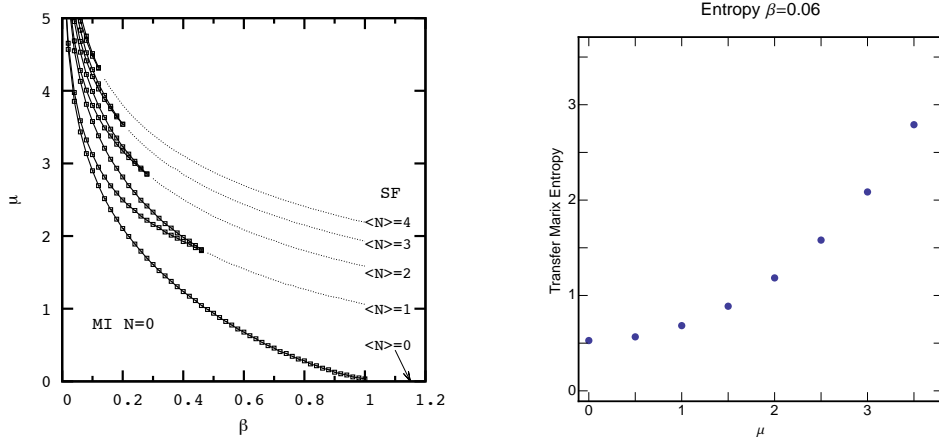 5
4
3
2
1
0
μ
0
0.2
0.4
0.6
0.8
1
1.2
β
SF
<N>=4
<N>=3
<N>=2
<N>=1
<N>=0
MI N=0
Entropy β=0.06
Transfer Marix Entropy
3
2
1
0
0
1
2
3
μ